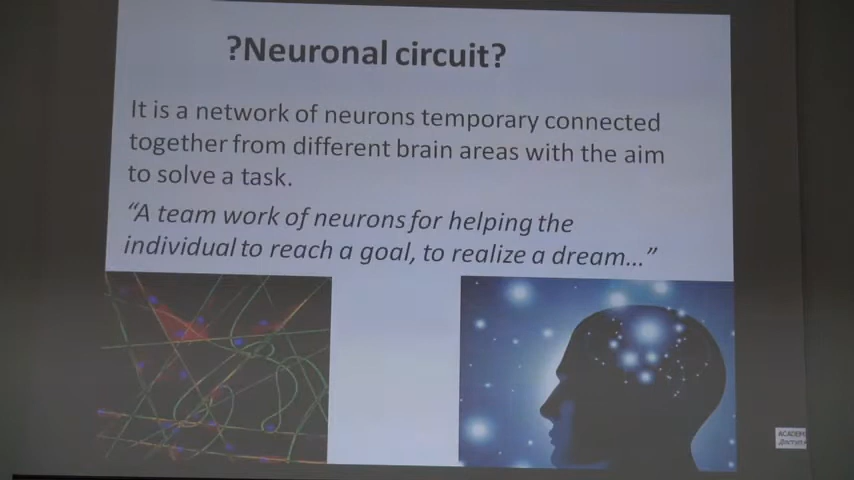 ?Neuronal circuit?
It is a network of neurons temporary connected
together from different brain areas with the aim
to solve a task.
“A team work of neurons for helping the
individual to reach a goal, to realize a dream...”
ACADEM